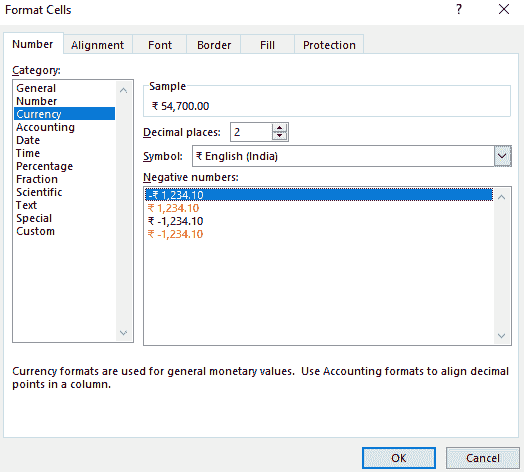 Format Cells
? ×
Number Alignment Font Border Fill Protection
Category:
General
Number
Currency
Accounting
Date
Time
Percentage
Fraction
Scientific
Text
Special
Custom
Sample
₹ 54,700.00
Decimal places: 2
Symbol: ₹ English (India)
Negative numbers:
-₹ 1,234.10
₹ 1,234.10
₹ -1,234.10
₹ -1,234.10
Currency formats are used for general monetary values.  Use Accounting formats to align decimal
points in a column.
OK Cancel